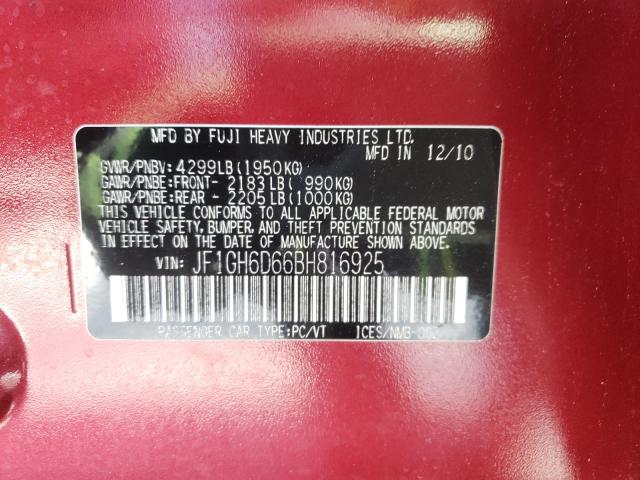 MFD BY FUJI HEAVY INDUSTRIES LTD.
MFD IN 12/10
GVWR/PNBV: 4299LB(1950KG)
GAWR/PNBE:FRONT- 2183LB( 990KG)
GAWR/PNBE:REAR - 2205LB(1000KG)
THIS VEHICLE CONFORMS TO ALL APPLICABLE FEDERAL MOTOR
VEHICLE SAFETY, BUMPER, AND THEFT PREVENTION STANDARDS
IN EFFECT ON THE DATE OF MANUFACTURE SHOWN ABOVE.
VIN: JF1GH6D66BH816925
PASSENGER CAR TYPE:PC/VT ICES/NMB-002